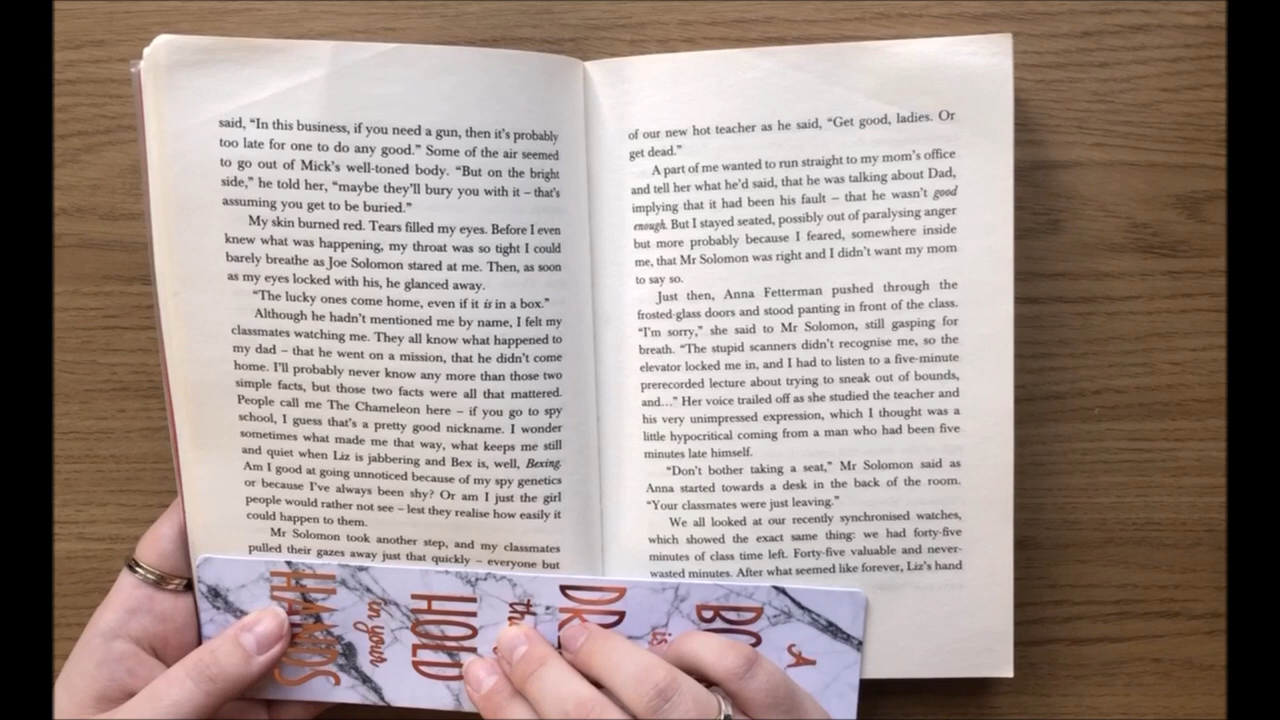 said, “In this business, if you need a gun, then it’s probably
too late for one to do any good.” Some of the air seemed
to go out of Mick’s well-toned body. “But on the bright
side,” he told her, “maybe they’ll bury you with it – that’s
assuming you get to be buried.”
My skin burned red. Tears filled my eyes. Before I even
knew what was happening, my throat was so tight I could
barely breathe as Joe Solomon stared at me. Then, as soon
as my eyes locked with his, he glanced away.
“The lucky ones come home, even if it is in a box.”
Although he hadn’t mentioned me by name, I felt my
classmates watching me. They all know what happened to
my dad – that he went on a mission, that he didn’t come
home. I’ll probably never know any more than those two
simple facts, but those two facts were all that mattered.
People call me The Chameleon here – if you go to spy
school, I guess that’s a pretty good nickname. I wonder
sometimes what made me that way, what keeps me still
and quiet when Liz is jabbering and Bex is, well, Bexing.
Am I good at going unnoticed because of my spy genetics
or because I’ve always been shy? Or am I just the girl
people would rather not see – lest they realise how easily it
could happen to them.
Mr Solomon took another step, and my classmates
pulled their gazes away just that quickly – everyone but
of our new hot teacher as he said, “Get good, ladies. Or
get dead.”
A part of me wanted to run straight to my mom’s office
and tell her what he’d said, that he was talking about Dad,
implying that it had been his fault – that he wasn’t good
enough. But I stayed seated, possibly out of paralysing anger
but more probably because I feared, somewhere inside
me, that Mr Solomon was right and I didn’t want my mom
to say so.
Just then, Anna Fetterman pushed through the
frosted-glass doors and stood panting in front of the class.
“I’m sorry,” she said to Mr Solomon, still gasping for
breath. “The stupid scanners didn’t recognise me, so the
elevator locked me in, and I had to listen to a five-minute
prerecorded lecture about trying to sneak out of bounds,
and...” Her voice trailed off as she studied the teacher and
his very unimpressed expression, which I thought was a
little hypocritical coming from a man who had been five
minutes late himself.
“Don’t bother taking a seat,” Mr Solomon said as
Anna started towards a desk in the back of the room.
“Your classmates were just leaving.”
We all looked at our recently synchronised watches,
which showed the exact same thing: we had forty-five
minutes of class time left. Forty-five valuable and never-
wasted minutes. After what seemed like forever, Liz’s hand
A
is
HOLD
in your
HANDS